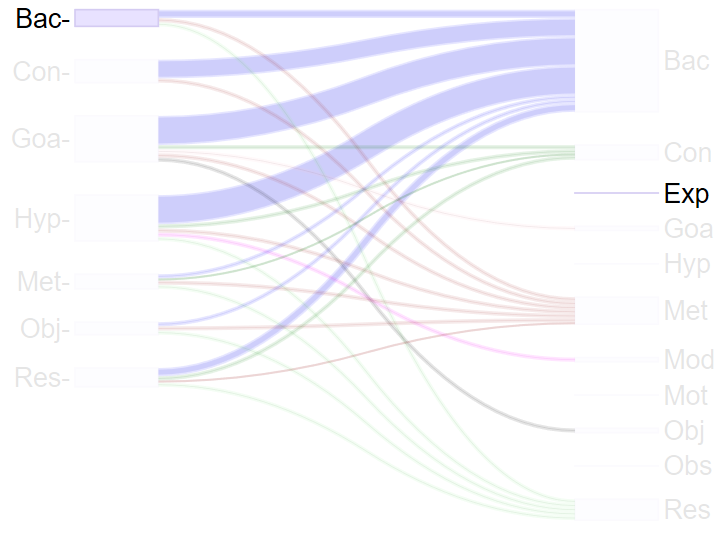 Bac-
Con-
Goa-
Hyp-
Met-
Obj-
Res-
Bac
Con
Exp
Goa
Hyp
Met
Mod
Mot
Obj
Obs
Res